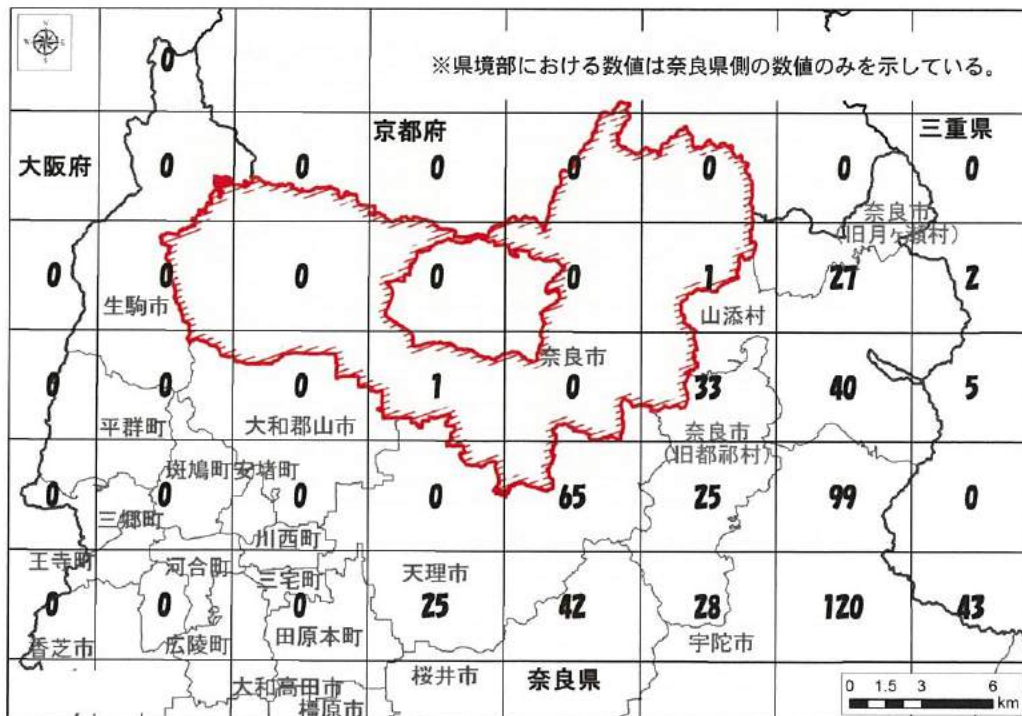 N
※県境部における数値は奈良県側の数値のみを示している。
0
京都府
三重県
大阪府
0 0 0 0 0 0 0
奈良市
(旧月ヶ瀬村)
0 0 0 0 0 1 27 2
生駒市
山添村
奈良市
0 0 0 1 0 33 40 5
平群町
大和郡山市
奈良市
(旧都祁村)
斑鳩町
安堵町
0 0 0 0 65 25 99 0
三郷町
川西町
王寺町
河合町
三宅町
天理市
0 0 0 25 42 28 120 43
香芝市
広陵町
田原本町
宇陀市
桜井市
奈良県
大和高田市
橿原市
0 1.5 3 6
km